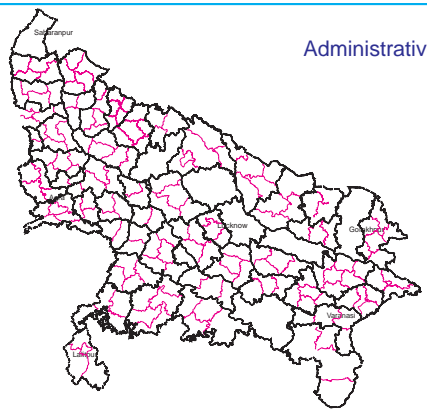 Administrativ
Saharanpur
Lucknow
Gorakhpur
Varanasi
Lalitpur